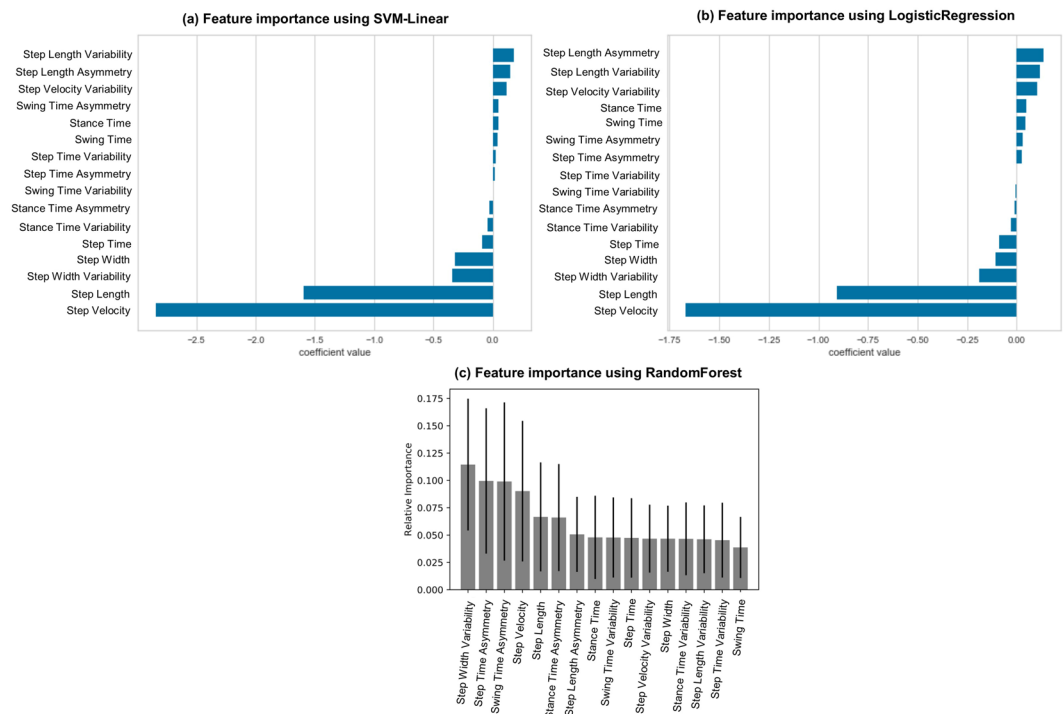 (a) Feature importance using SVM-Linear
Step Length Variability
Step Length Asymmetry
Step Velocity Variability
Swing Time Asymmetry
Stance Time
Swing Time
Step Time Variability
Step Time Asymmetry
Swing Time Variability
Stance Time Asymmetry
Stance Time Variability
Step Time
Step Width
Step Width Variability
Step Length
Step Velocity
−2.5 −2.0 −1.5 −1.0 −0.5 0.0
coefficient value
(b) Feature importance using LogisticRegression
Step Length Asymmetry
Step Length Variability
Step Velocity Variability
Stance Time
Swing Time
Swing Time Asymmetry
Step Time Asymmetry
Step Time Variability
Swing Time Variability
Stance Time Asymmetry
Stance Time Variability
Step Time
Step Width
Step Width Variability
Step Length
Step Velocity
−1.75 −1.50 −1.25 −1.00 −0.75 −0.50 −0.25 0.00
coefficient value
(c) Feature importance using RandomForest
Relative Importance
0.175
0.150
0.125
0.100
0.075
0.050
0.025
0.000
Step Width Variability
Step Time Asymmetry
Swing Time Asymmetry
Step Velocity
Step Length
Stance Time Asymmetry
Step Length Asymmetry
Stance Time
Swing Time Variability
Step Time
Step Velocity Variability
Step Width
Stance Time Variability
Step Length Variability
Step Time Variability
Swing Time